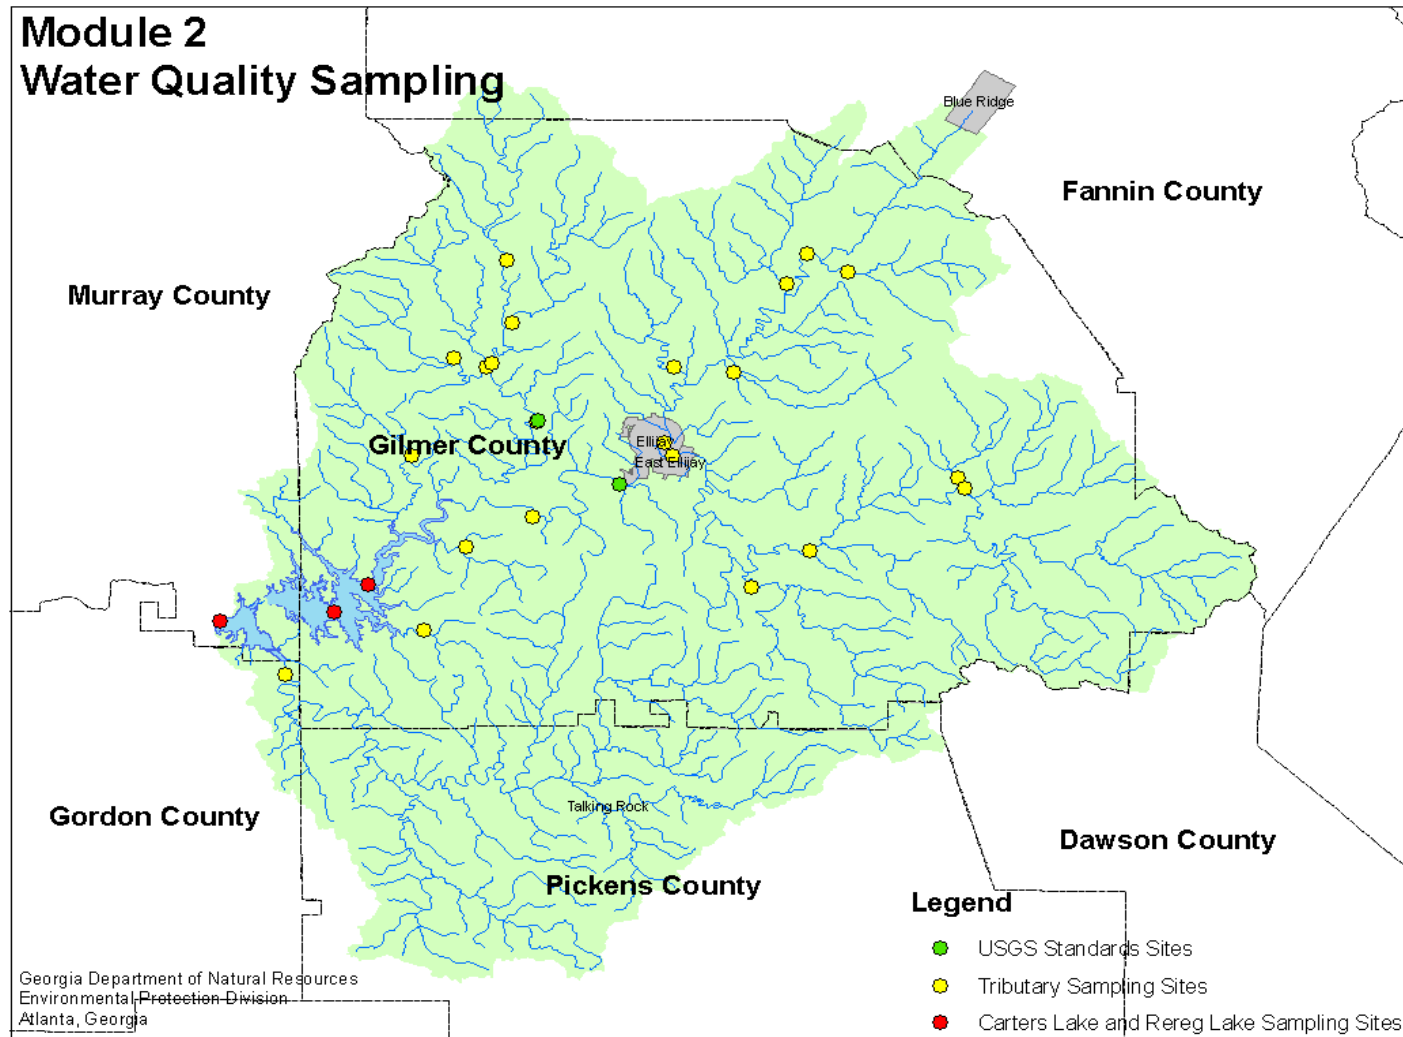 Module 2
Water Quality Sampling
Blue Ridge
Fannin County
Murray County
Gilmer County
Ellijay
East Ellijay
Gordon County
Talking Rock
Dawson County
Pickens County
Legend
USGS Standards Sites
Tributary Sampling Sites
Carters Lake and Rereg Lake Sampling Sites
Georgia Department of Natural Resources
Environmental Protection Division
Atlanta, Georgia